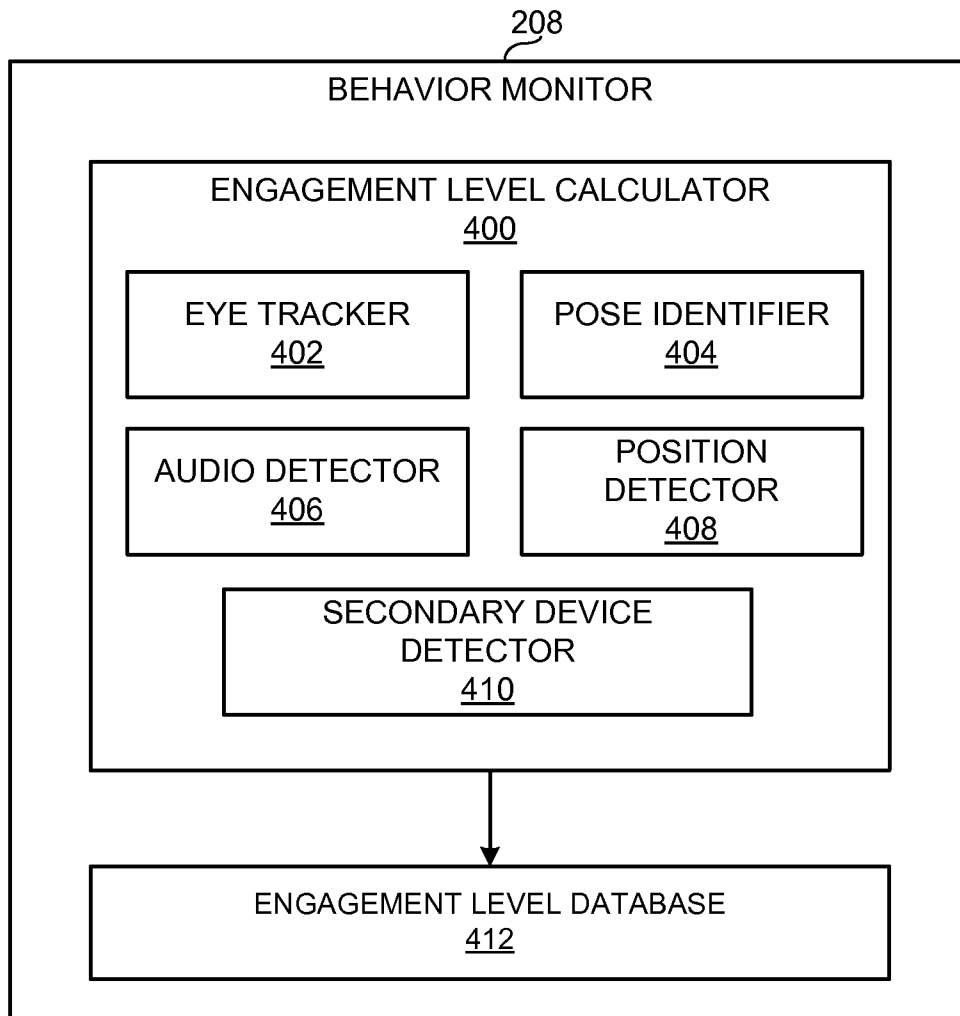 208
BEHAVIOR MONITOR
ENGAGEMENT LEVEL CALCULATOR
400
EYE TRACKER
402
POSE IDENTIFIER
404
AUDIO DETECTOR
406
POSITION
DETECTOR
408
SECONDARY DEVICE
DETECTOR
410
ENGAGEMENT LEVEL DATABASE
412